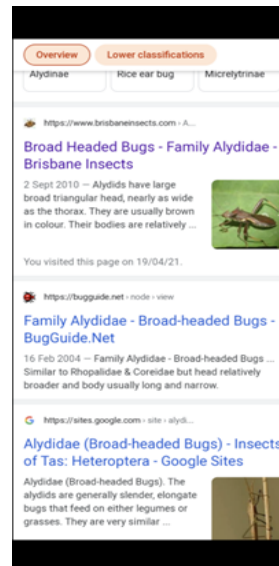 Overview
Lower classifications
Alydinae
Rice ear bug
Micrelytrinae
https://www.brisbaneinsects.com › A...
Broad Headed Bugs - Family Alydidae -
Brisbane Insects
2 Sept 2010 — Alydids have large
broad triangular head, nearly as wide
as the thorax. They are usually brown
in colour. Their bodies are relatively ...
You visited this page on 19/04/21.
https://bugguide.net › node › view
Family Alydidae - Broad-headed Bugs -
BugGuide.Net
16 Feb 2004 — Family Alydidae - Broad-headed Bugs ...
Similar to Rhopalidae & Coreidae but head relatively
broader and body usually long and narrow.
https://sites.google.com › site › alydi...
Alydidae (Broad-headed Bugs) - Insects
of Tas: Heteroptera - Google Sites
Alydidae (Broad-headed Bugs). The
alydids are generally slender, elongate
bugs that feed on either legumes or
grasses. They are very similar ...